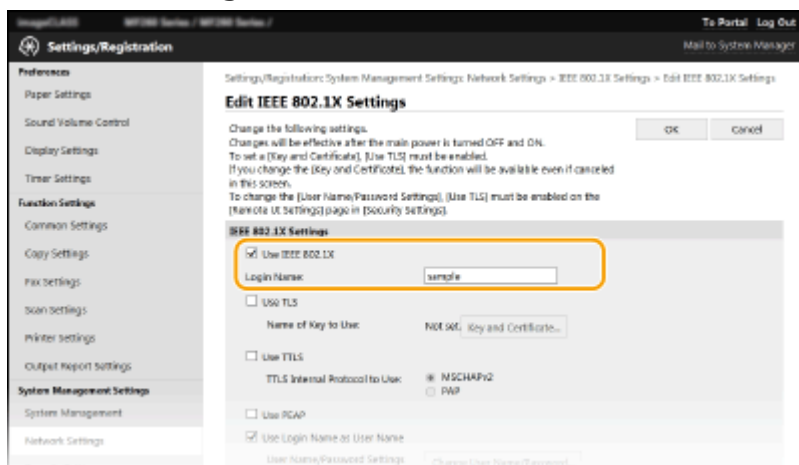 To Portal Log Out
Settings/Registration
Mail to System Manager
Preferences
Paper Settings
Sound Volume Control
Display Settings
Timer Settings
Function Settings
Common Settings
Copy Settings
Fax Settings
Scan Settings
Printer Settings
Output Report Settings
System Management Settings
System Management
Network Settings
Settings/Registration: System Management Settings: Network Settings > IEEE 802.1X Settings > Edit IEEE 802.1X Settings
Edit IEEE 802.1X Settings
OK Cancel
Change the following settings.
Changes will be effective after the main power is turned OFF and ON.
To set a [Key and Certificate], [Use TLS] must be enabled.
If you change the [Key and Certificate], the function will be available even if canceled
in this screen.
To change the [User Name/Password Settings], [Use TLS] must be enabled on the
[Remote UI Settings] page in [Security Settings].
IEEE 802.1X Settings
Use IEEE 802.1X
Login Name: sample
Use TLS
Name of Key to Use: Not set. Key and Certificate...
Use TTLS
TTLS Internal Protocol to Use: MSCHAPv2
PAP
Use PEAP
Use Login Name as User Name
User Name/Password Settings Change User Name/Password